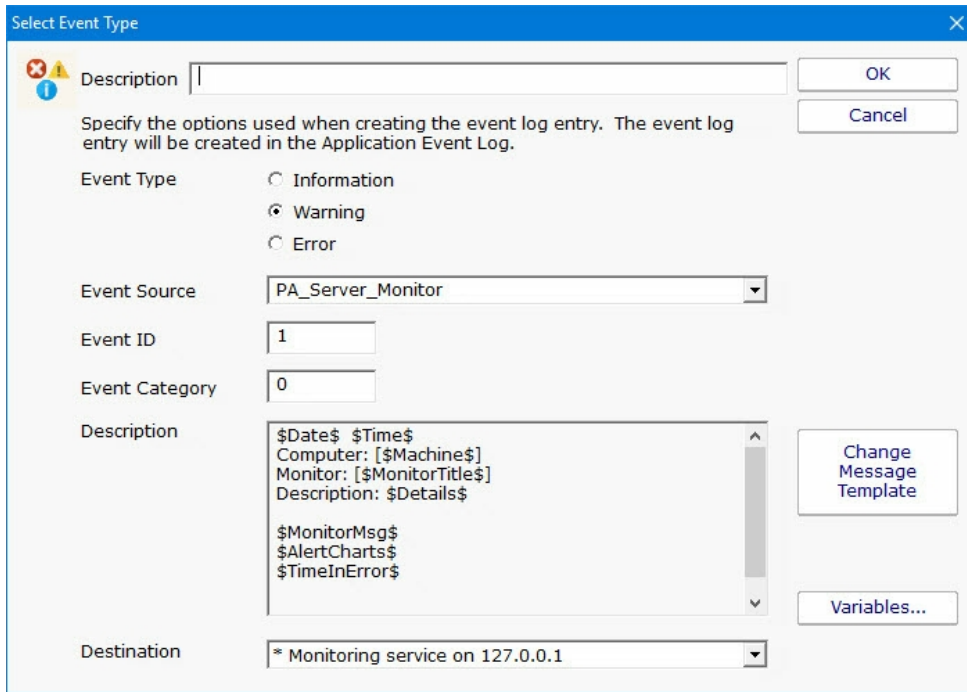 Select Event Type
Description
OK
Cancel
Specify the options used when creating the event log entry.  The event log
entry will be created in the Application Event Log.
Event Type
Information
Warning
Error
Event Source
PA_Server_Monitor
Event ID
1
Event Category
0
Description
$Date$  $Time$
Computer: [$Machine$]
Monitor: [$MonitorTitle$]
Description: $Details$
$MonitorMsg$
$AlertCharts$
$TimeInError$
Change
Message
Template
Variables...
Destination
* Monitoring service on 127.0.0.1